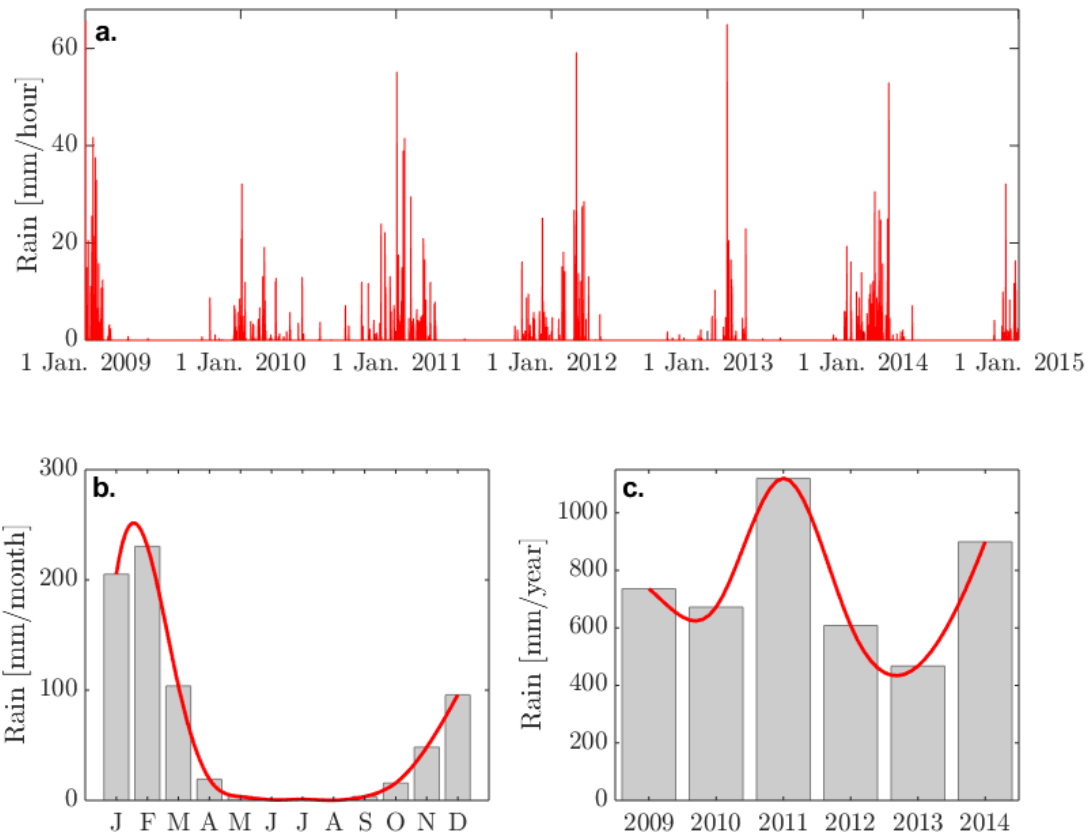 a.
Rain [mm/hour]
60
40
20
0
1 Jan. 2009 1 Jan. 2010 1 Jan. 2011 1 Jan. 2012 1 Jan. 2013 1 Jan. 2014 1 Jan. 2015
b.
Rain [mm/month]
300
200
100
0
J F M A M J J A S O N D
c.
Rain [mm/year]
1000
800
600
400
200
0
2009 2010 2011 2012 2013 2014